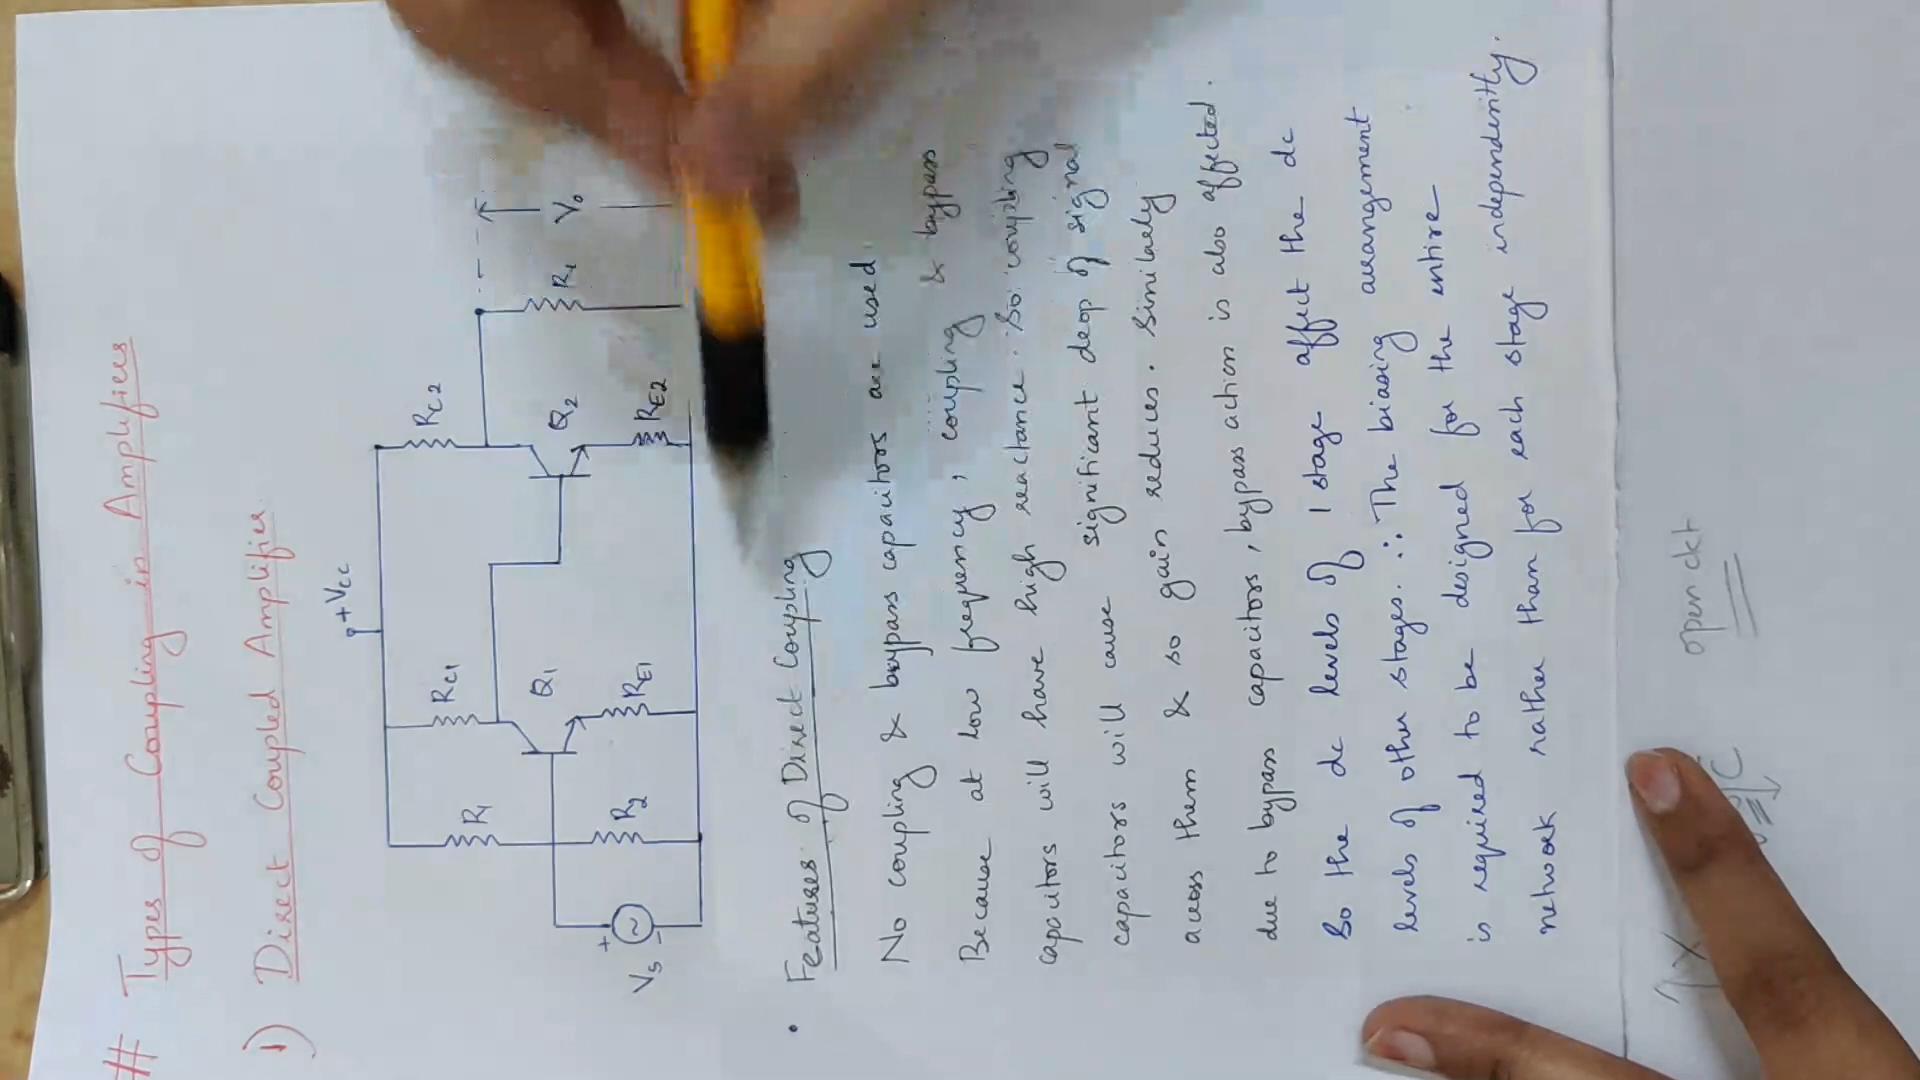 # Types of Coupling in Amplifiers
1) Direct Coupled Amplifier
+Vcc
R1
RC1
RC2
Q1
Q2
RL
Vo
R2
RE1
RE2
+
Vs
-
• Features of Direct Coupling
No coupling & bypass capacitors are used.
Because at low frequency, coupling & bypass
capacitors will have high reactance. So coupling
capacitors will cause significant drop of signal
across them & so gain reduces. Similarly
due to bypass capacitors, bypass action is also affected.
So the dc levels of 1 stage affect the dc
levels of other stages. ∴ The biasing arrangement
is required to be designed for the entire
network rather than for each stage independently.
open ckt